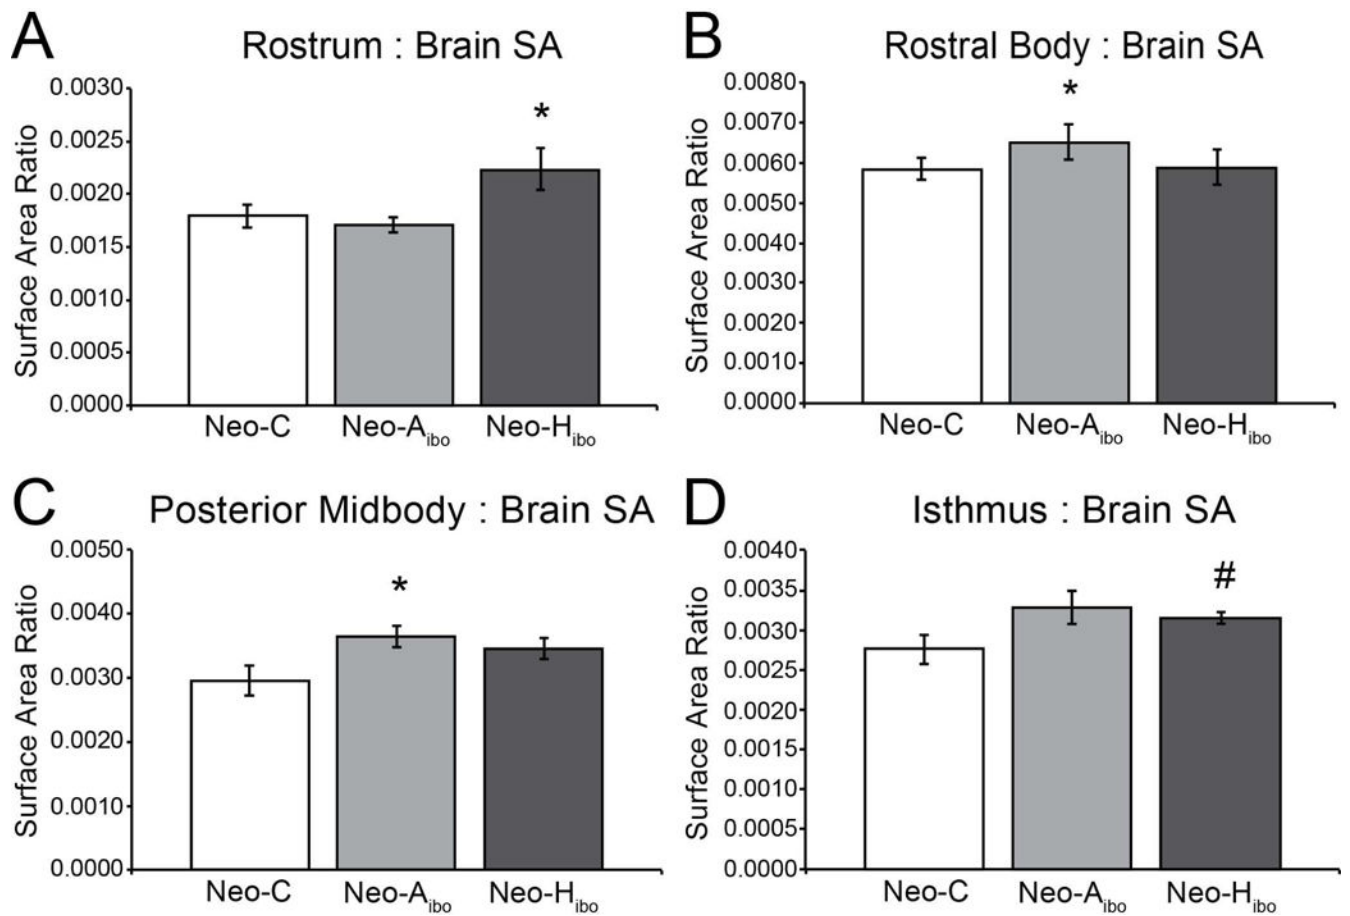 A
Rostrum : Brain SA
*
Surface Area Ratio
0.0030
0.0025
0.0020
0.0015
0.0010
0.0005
0.0000
Neo-C Neo-Aibo Neo-Hibo
B
Rostral Body : Brain SA
*
Surface Area Ratio
0.0080
0.0070
0.0060
0.0050
0.0040
0.0030
0.0020
0.0010
0.0000
Neo-C Neo-Aibo Neo-Hibo
C
Posterior Midbody : Brain SA
*
Surface Area Ratio
0.0050
0.0040
0.0030
0.0020
0.0010
0.0000
Neo-C Neo-Aibo Neo-Hibo
D
Isthmus : Brain SA
#
Surface Area Ratio
0.0040
0.0035
0.0030
0.0025
0.0020
0.0015
0.0010
0.0005
0.0000
Neo-C Neo-Aibo Neo-Hibo